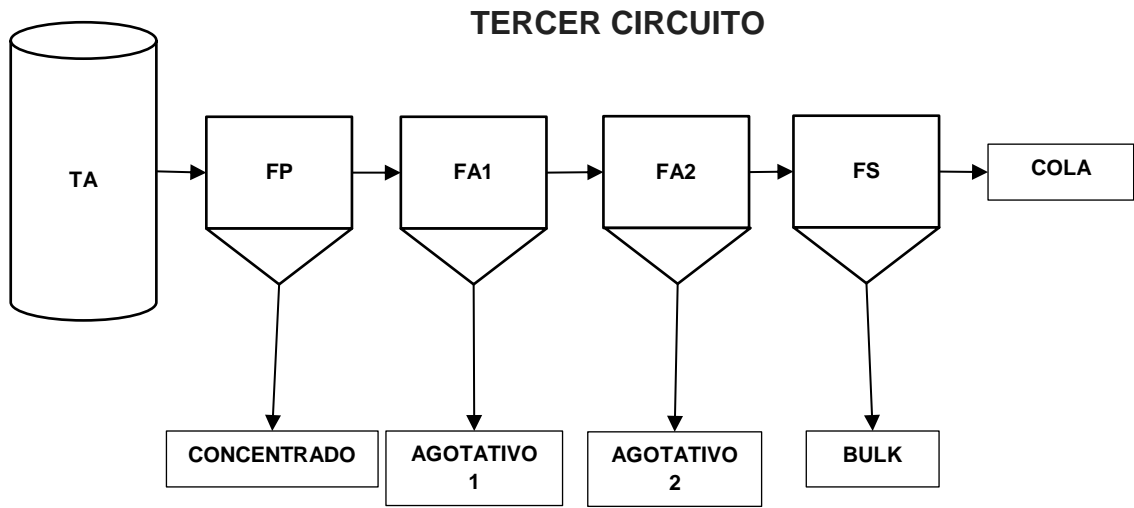 TERCER CIRCUITO
TA
FP
FA1
FA2
FS
COLA
CONCENTRADO
AGOTATIVO
1
AGOTATIVO
2
BULK